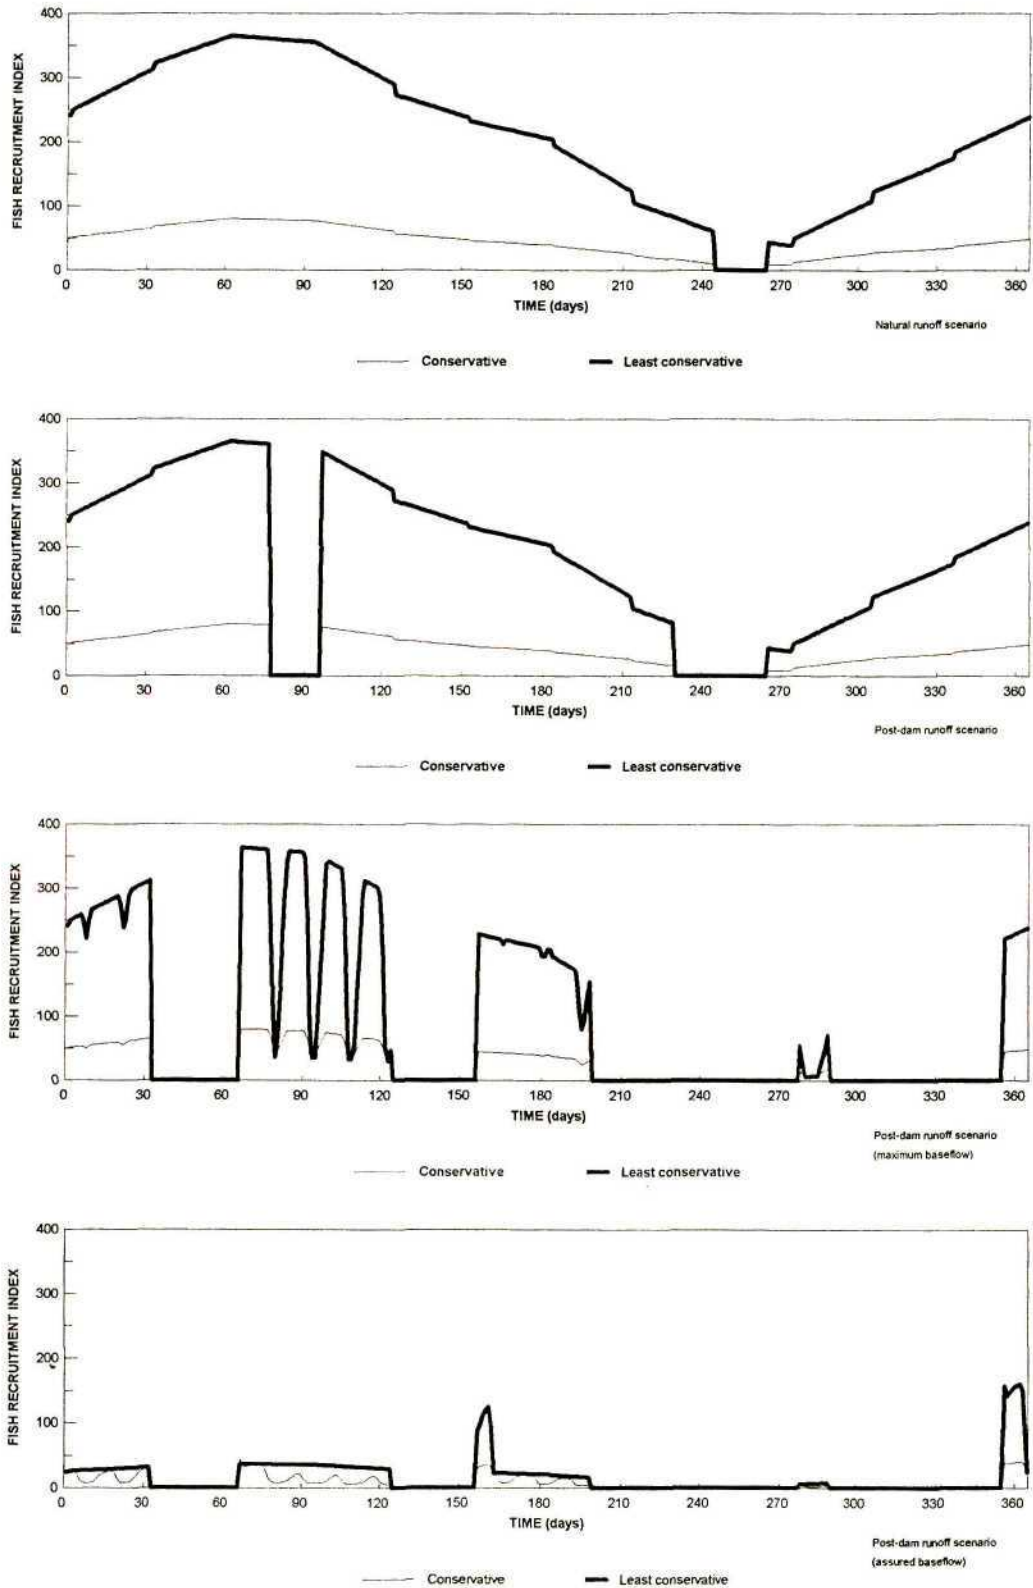 400
300
200
100
0
FISH RECRUITMENT INDEX
0 30 60 90 120 150 180 210 240 270 300 330 360
TIME (days)
Natural runoff scenario
Conservative Least conservative
400
300
200
100
0
FISH RECRUITMENT INDEX
0 30 60 90 120 150 180 210 240 270 300 330 360
TIME (days)
Post-dam runoff scenario
Conservative Least conservative
400
300
200
100
0
FISH RECRUITMENT INDEX
0 30 60 90 120 150 180 210 240 270 300 330 360
TIME (days)
Post-dam runoff scenario
(maximum baseflow)
Conservative Least conservative
400
300
200
100
0
FISH RECRUITMENT INDEX
0 30 60 90 120 150 180 210 240 270 300 330 360
TIME (days)
Post-dam runoff scenario
(assured baseflow)
Conservative Least conservative